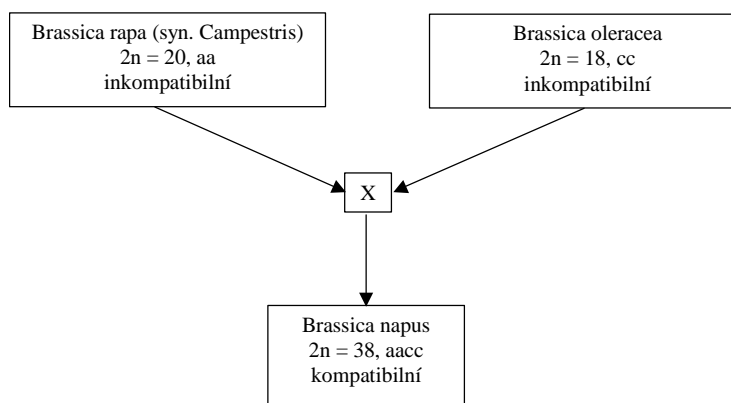 Brassica rapa (syn. Campestris)
2n = 20, aa
inkompatibilní
Brassica oleracea
2n = 18, cc
inkompatibilní
X
Brassica napus
2n = 38, aacc
kompatibilní